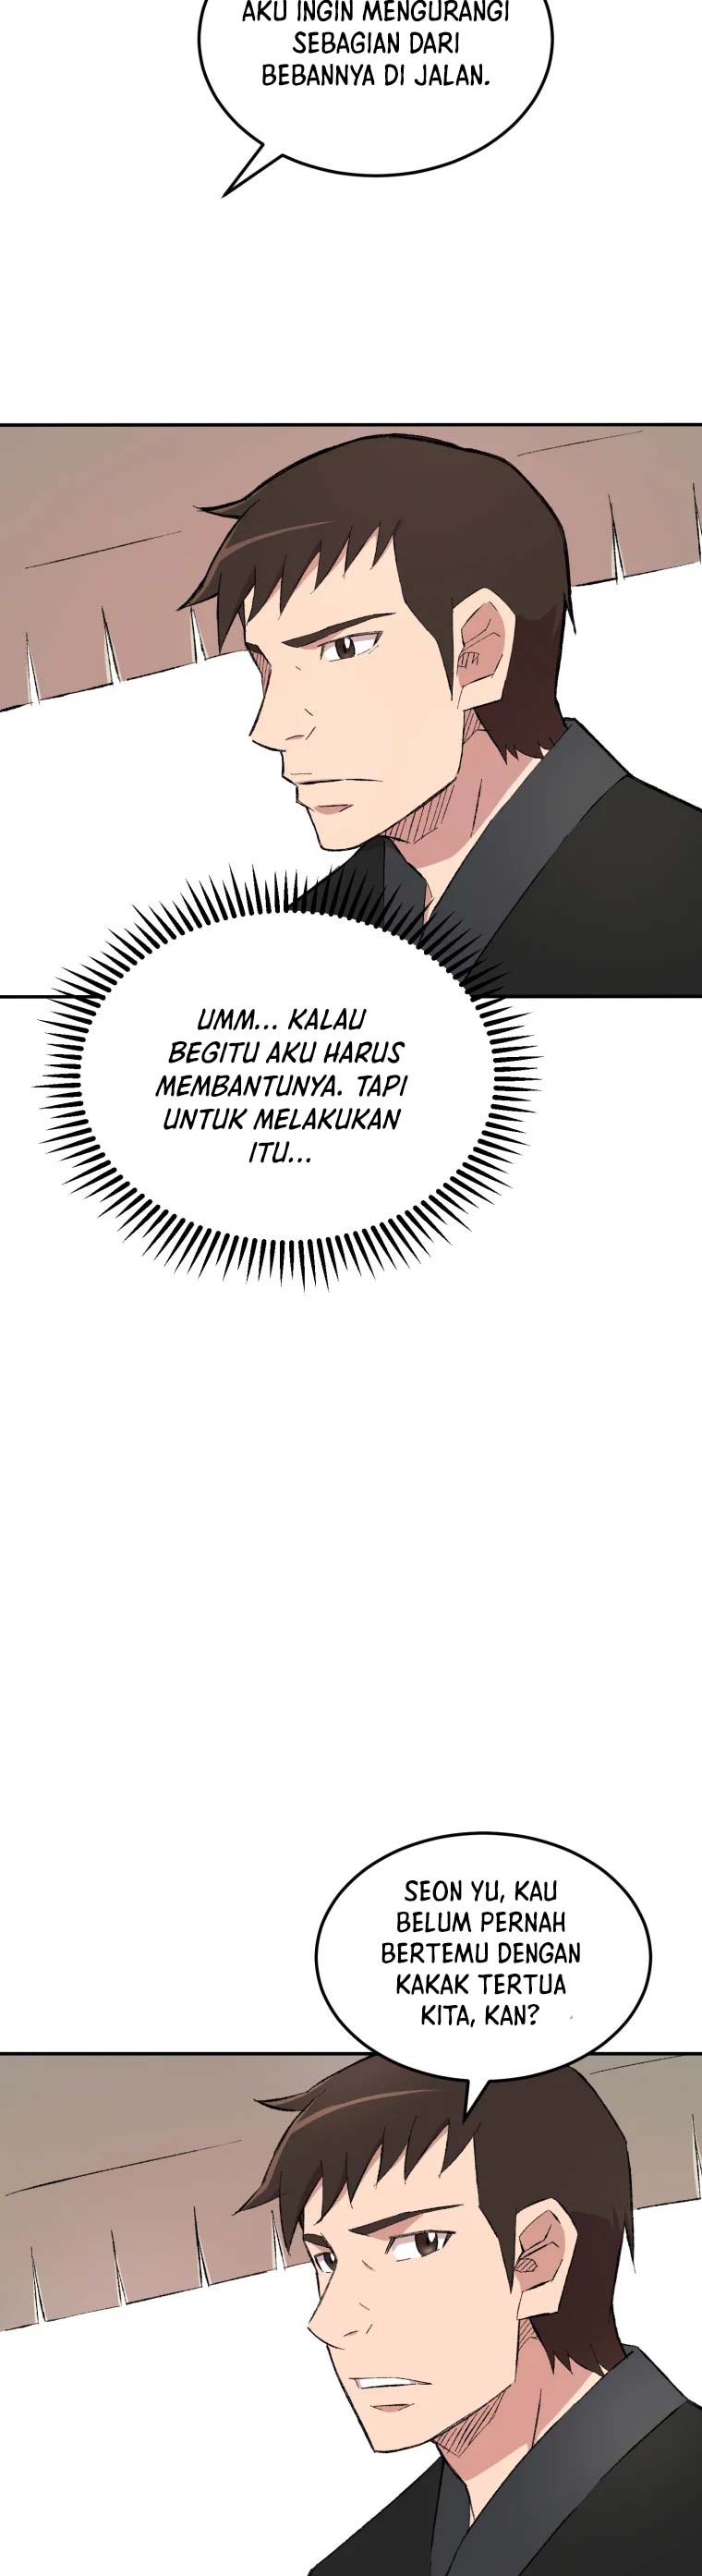 AKU INGIN MENGURANGI
SEBAGIAN DARI
BEBANNYA DI JALAN.
UMM... KALAU
BEGITU AKU HARUS
MEMBANTUNYA. TAPI
UNTUK MELAKUKAN
ITU...
SEON YU, KAU
BELUM PERNAH
BERTEMU DENGAN
KAKAK TERTUA
KITA, KAN?